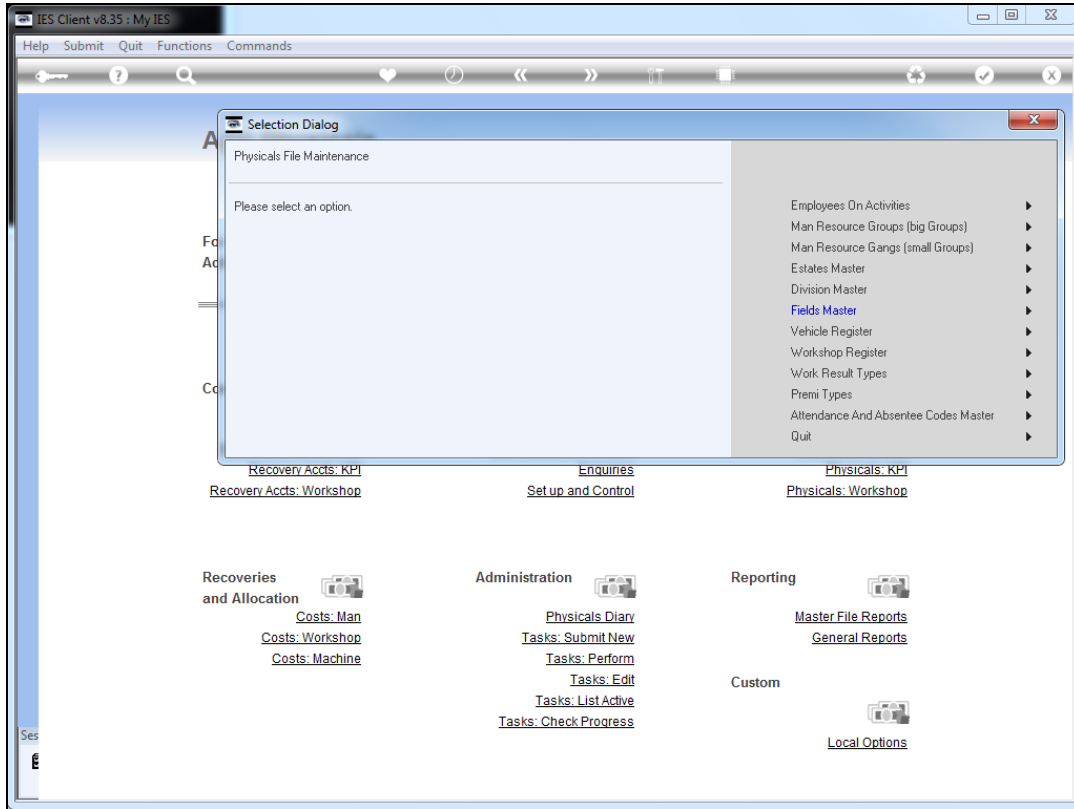 IES Client v8.35 : My IES
Help Submit Quit Functions Commands
Selection Dialog
Physicals File Maintenance
Please select an option.
Employees On Activities
Man Resource Groups (big Groups)
Man Resource Gangs (small Groups)
Estates Master
Division Master
Fields Master
Vehicle Register
Workshop Register
Work Result Types
Premi Types
Attendance And Absentee Codes Master
Quit
Recovery Accts: KPI
Enquiries
Physicals: KPI
Recovery Accts: Workshop
Set up and Control
Physicals: Workshop
Recoveries
and Allocation
Costs: Man
Costs: Workshop
Costs: Machine
Administration
Physicals Diary
Tasks: Submit New
Tasks: Perform
Tasks: Edit
Tasks: List Active
Tasks: Check Progress
Reporting
Master File Reports
General Reports
Custom
Local Options